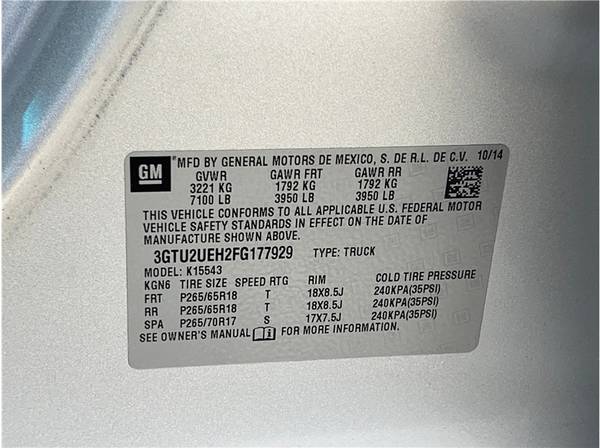 GM
#MFD BY GENERAL MOTORS DE MEXICO, S. DE R.L. DE C.V. 10/14
GVWR GAWR FRT GAWR RR
3221 KG 1792 KG 1792 KG
7100 LB 3950 LB 3950 LB
THIS VEHICLE CONFORMS TO ALL APPLICABLE U.S. FEDERAL MOTOR
VEHICLE SAFETY STANDARDS IN EFFECT ON THE DATE OF
MANUFACTURE SHOWN ABOVE.
3GTU2UEH2FG177929 TYPE: TRUCK
MODEL: K15543
KGN6 TIRE SIZE SPEED RTG RIM COLD TIRE PRESSURE
FRT P265/65R18 T 18X8.5J 240KPA(35PSI)
RR P265/65R18 T 18X8.5J 240KPA(35PSI)
SPA P265/70R17 S 17X7.5J 240KPA(35PSI)
SEE OWNER'S MANUAL FOR MORE INFORMATION.